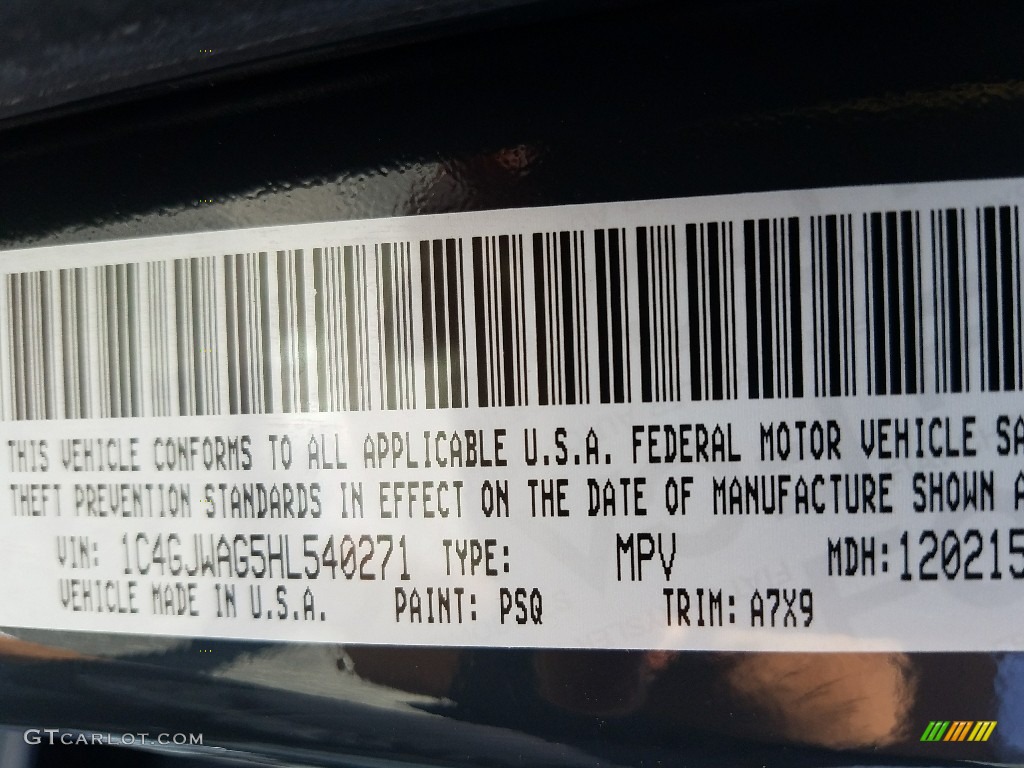 THIS VEHICLE CONFORMS TO ALL APPLICABLE U.S.A. FEDERAL MOTOR VEHICLE SA
THEFT PREVENTION STANDARDS IN EFFECT ON THE DATE OF MANUFACTURE SHOWN A
VIN: 1C4GJWAG5HL540271 TYPE: MPV MDH: 120215
VEHICLE MADE IN U.S.A. PAINT: PSQ TRIM: A7X9
GTCARLOT.COM